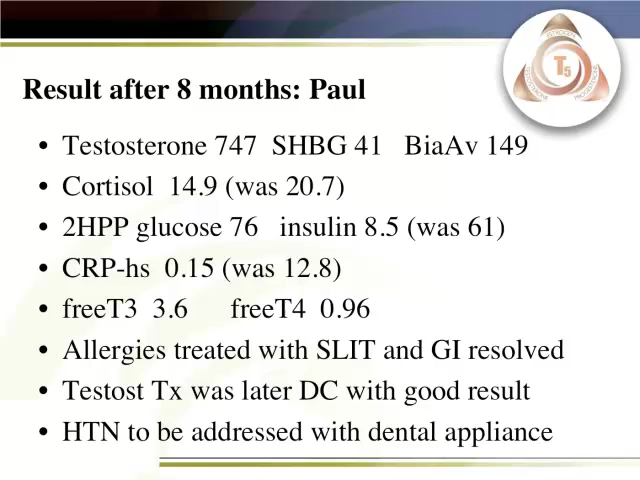 Result after 8 months: Paul
T5
• Testosterone 747 SHBG 41 BiaAv 149
• Cortisol 14.9 (was 20.7)
• 2HPP glucose 76 insulin 8.5 (was 61)
• CRP-hs 0.15 (was 12.8)
• freeT3 3.6 freeT4 0.96
• Allergies treated with SLIT and GI resolved
• Testost Tx was later DC with good result
• HTN to be addressed with dental appliance